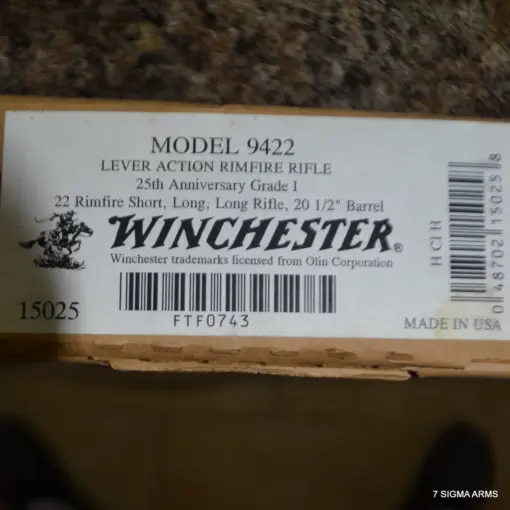 MODEL 9422
LEVER ACTION RIMFIRE RIFLE
25th Anniversary Grade I
22 Rimfire Short, Long, Long Rifle, 20 1/2" Barrel
WINCHESTER®
Winchester trademarks licensed from Olin Corporation
15025
FTF0743
MADE IN USA
H CI H
0 48702 15025 8
7 SIGMA ARMS